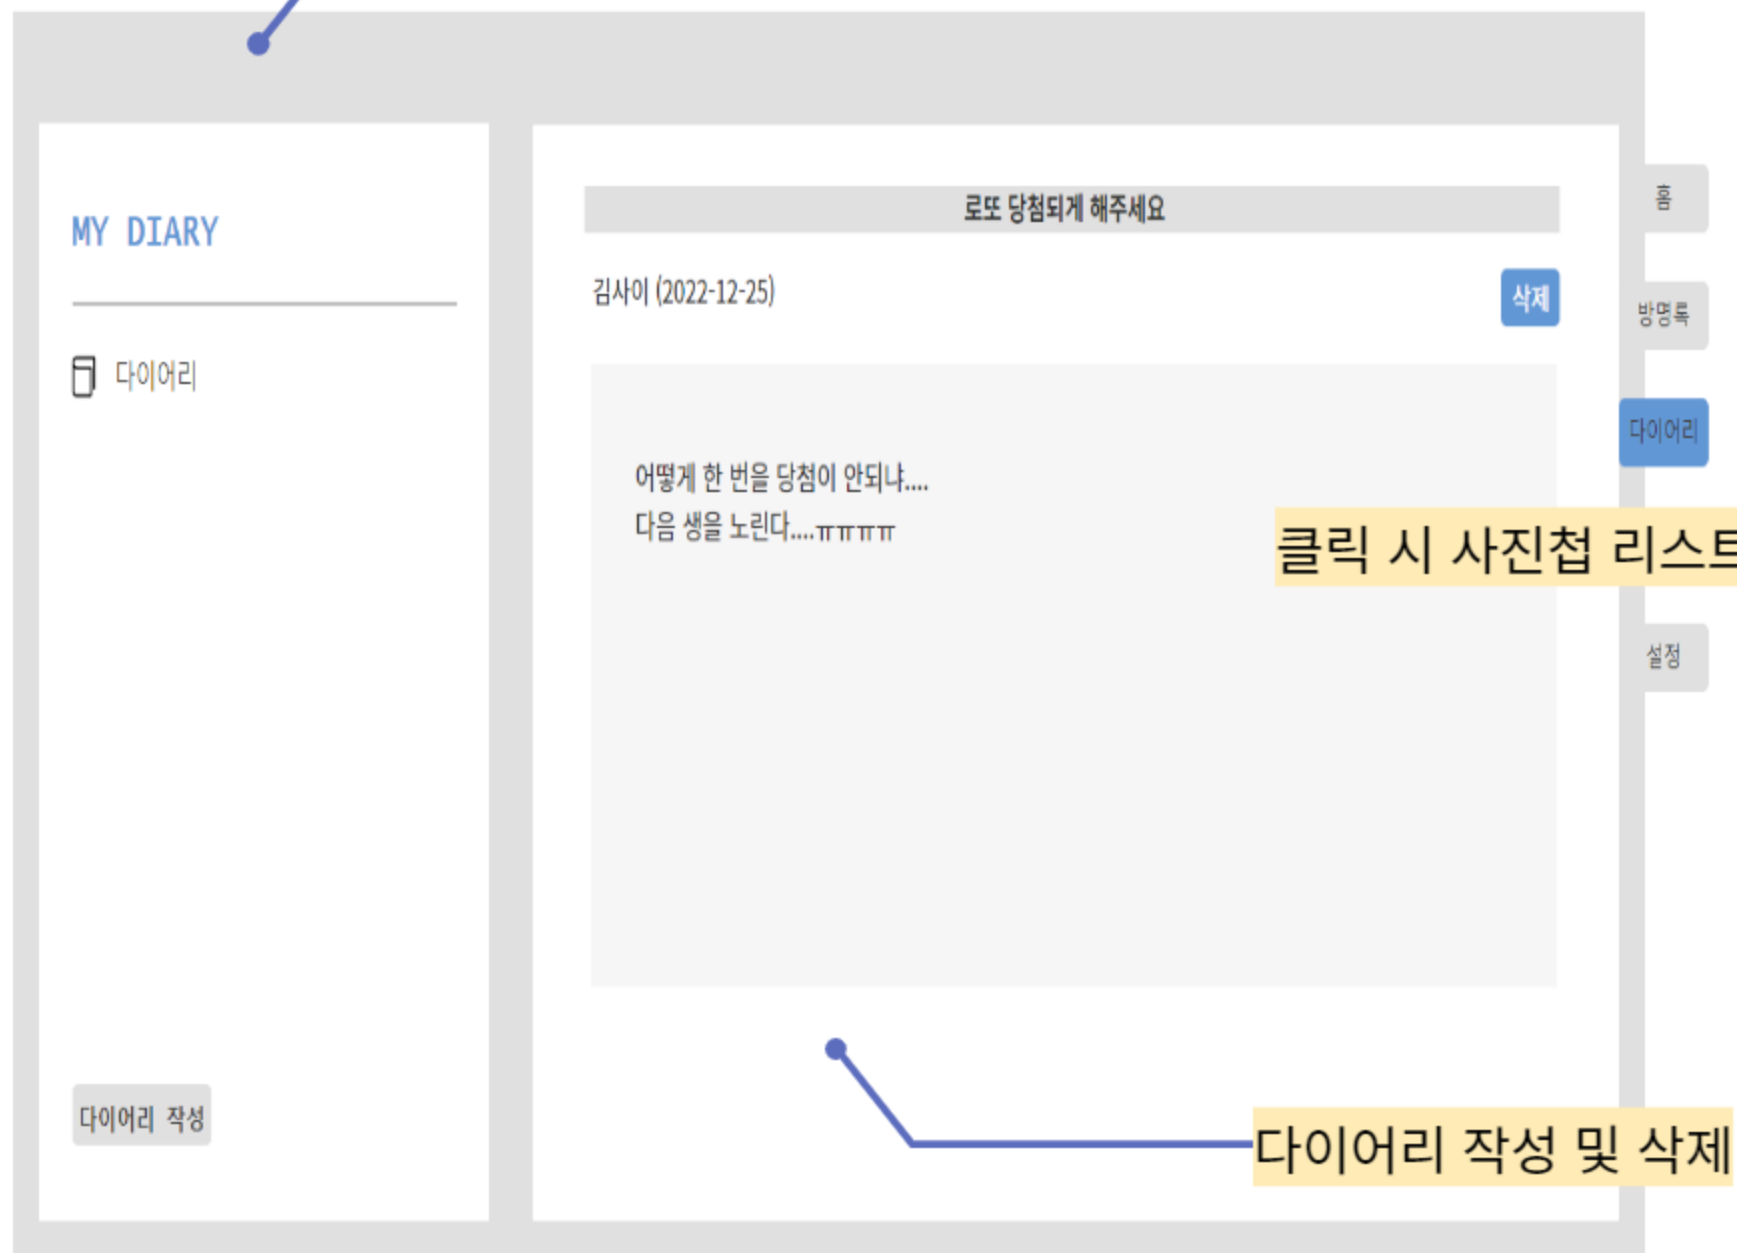 MY DIARY
다이어리
다이어리 작성
로또 당첨되게 해주세요
김사이 (2022-12-25)
삭제
어떻게 한 번을 당첨이 안되냐....
다음 생을 노린다....ㅠㅠㅠㅠ
홈
방명록
다이어리
클릭 시 사진첩 리스트
설정
다이어리 작성 및 삭제